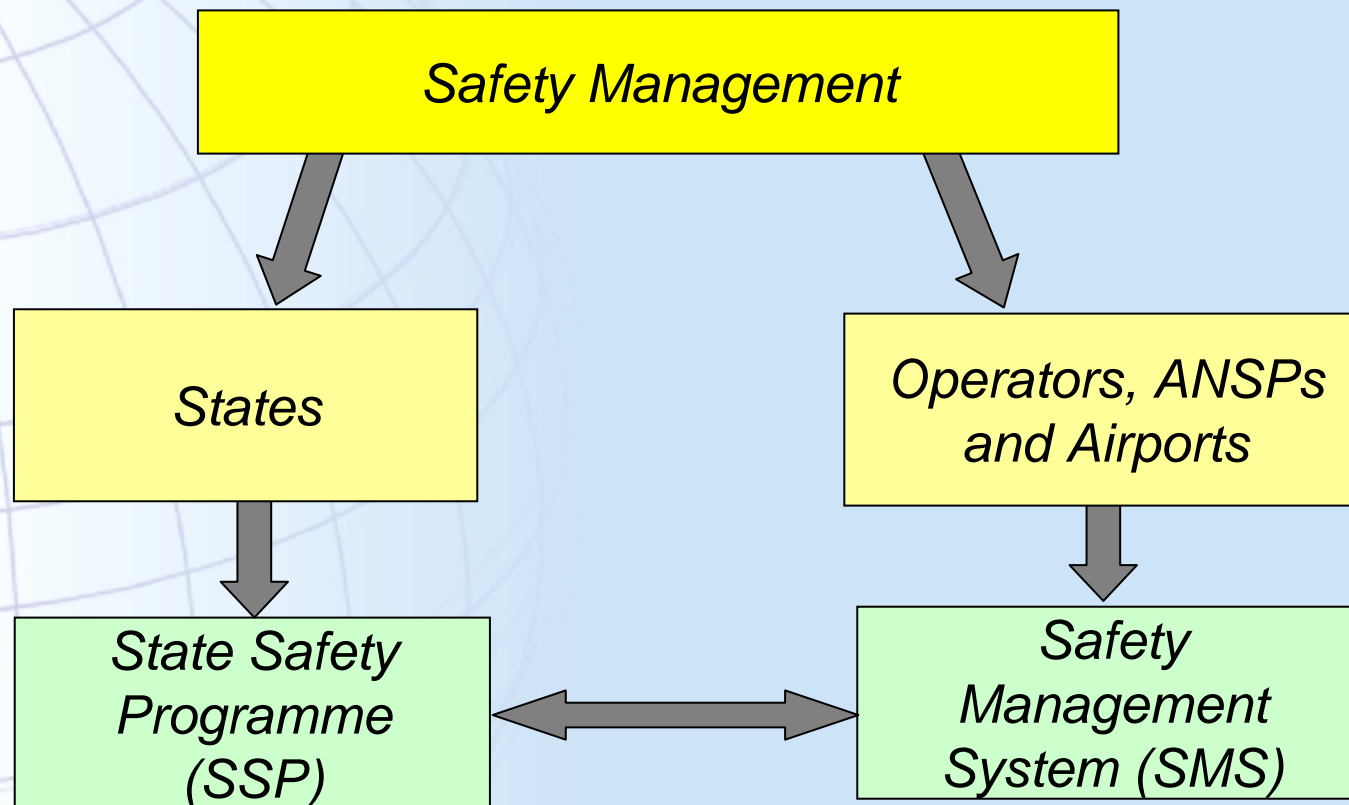 Safety Management
States
Operators, ANSPs
and Airports
State Safety
Programme
(SSP)
Safety
Management
System (SMS)